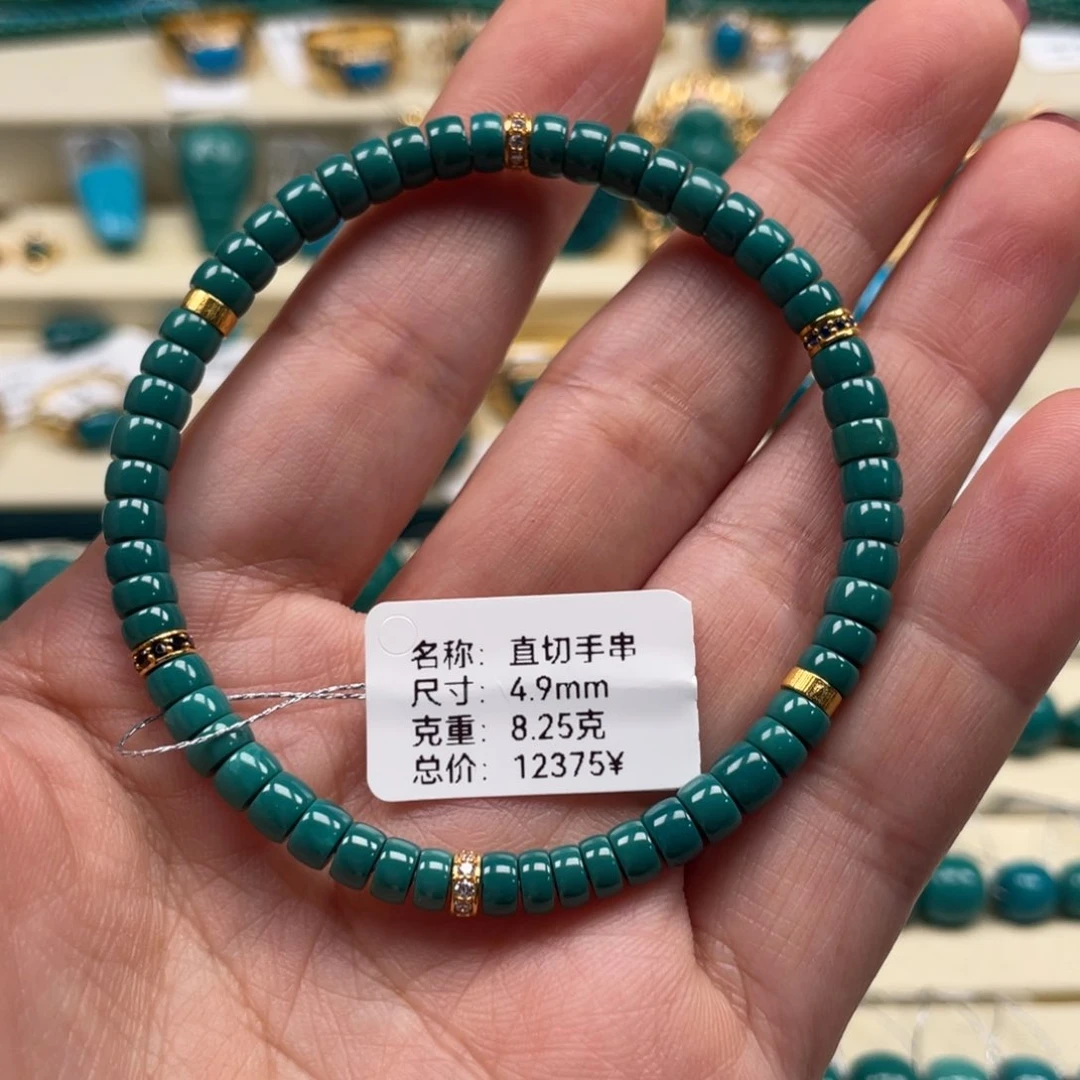 名称: 直切手串
尺寸: 4.9mm
克重: 8.25克
总价: 12375¥